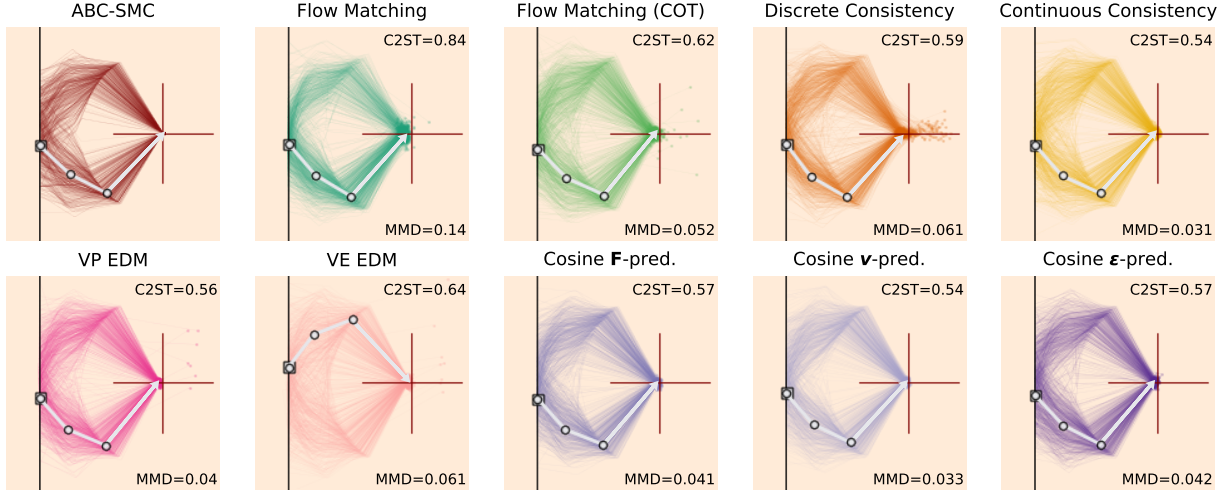 ABC-SMC
Flow Matching
C2ST=0.84
MMD=0.14
Flow Matching (COT)
C2ST=0.62
MMD=0.052
Discrete Consistency
C2ST=0.59
MMD=0.061
Continuous Consistency
C2ST=0.54
MMD=0.031
VP EDM
C2ST=0.56
MMD=0.04
VE EDM
C2ST=0.64
MMD=0.061
Cosine F-pred.
C2ST=0.57
MMD=0.041
Cosine v-pred.
C2ST=0.54
MMD=0.033
Cosine ε-pred.
C2ST=0.57
MMD=0.042